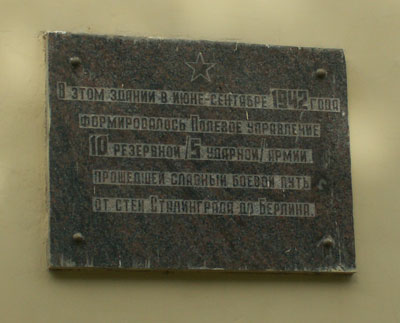 В этом здании в июне-сентябре 1942 года
формировалось Полевое управление
10 резервной /5 ударной/ армии,
прошедшей славный боевой путь
от стен Сталинграда до Берлина.